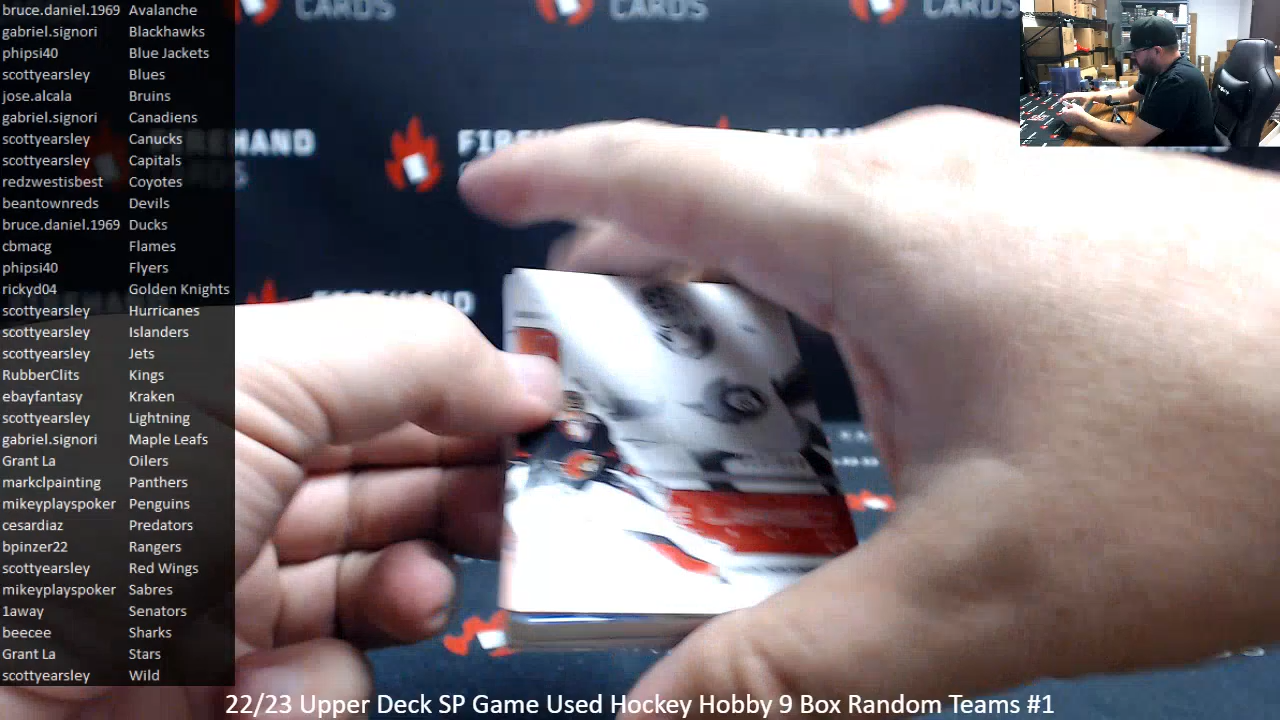 bruce.daniel.1969 Avalanche
gabriel.signori Blackhawks
phipsi40 Blue Jackets
scottyearsley Blues
jose.alcala Bruins
gabriel.signori Canadiens
scottyearsley Canucks
scottyearsley Capitals
redzwestisbest Coyotes
beantownreds Devils
bruce.daniel.1969 Ducks
cbmacg Flames
phipsi40 Flyers
rickyd04 Golden Knights
scottyearsley Hurricanes
scottyearsley Islanders
scottyearsley Jets
RubberClits Kings
ebayfantasy Kraken
scottyearsley Lightning
gabriel.signori Maple Leafs
Grant La Oilers
markclpainting Panthers
mikeyplayspoker Penguins
cesardiaz Predators
bpinzer22 Rangers
scottyearsley Red Wings
mikeyplayspoker Sabres
1away Senators
beecee Sharks
Grant La Stars
scottyearsley Wild
CARDS CARDS CARDS
22/23 Upper Deck SP Game Used Hockey Hobby 9 Box Random Teams #1